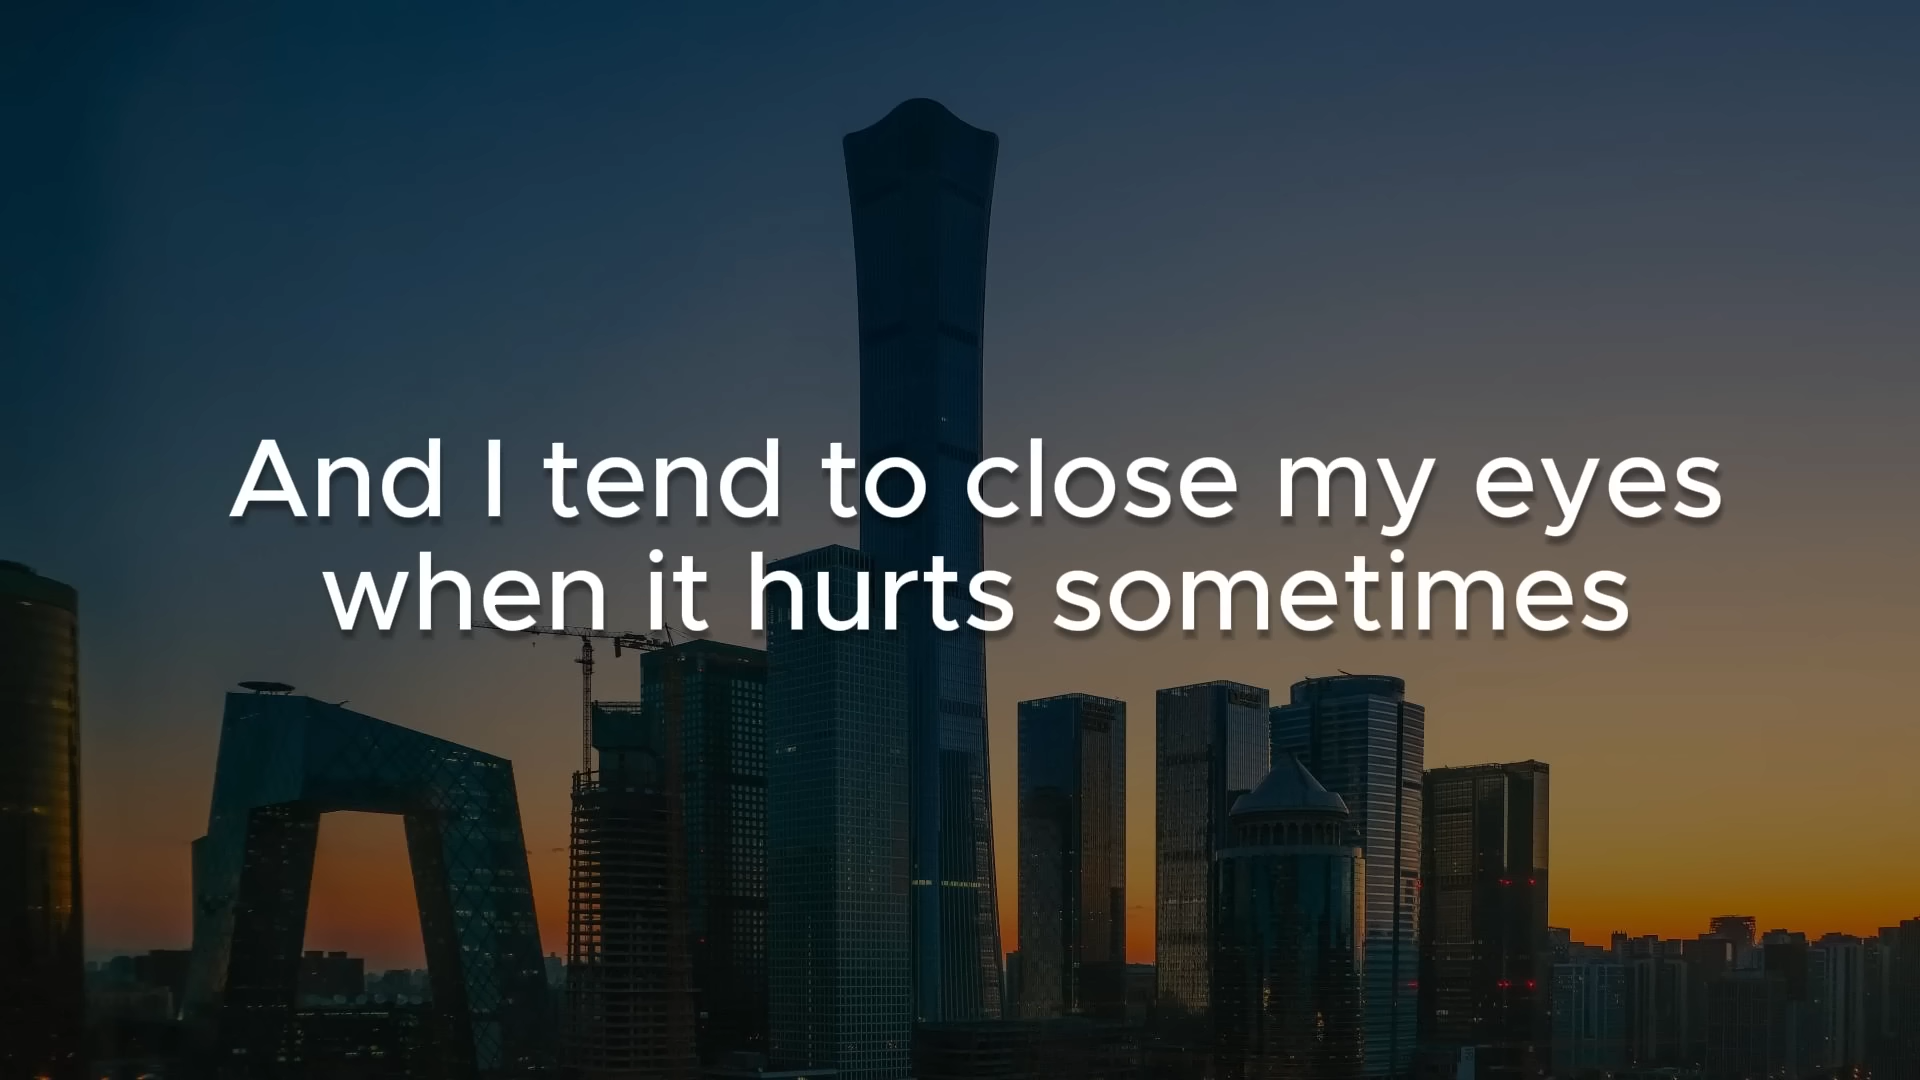 And I tend to close my eyes
when it hurts sometimes